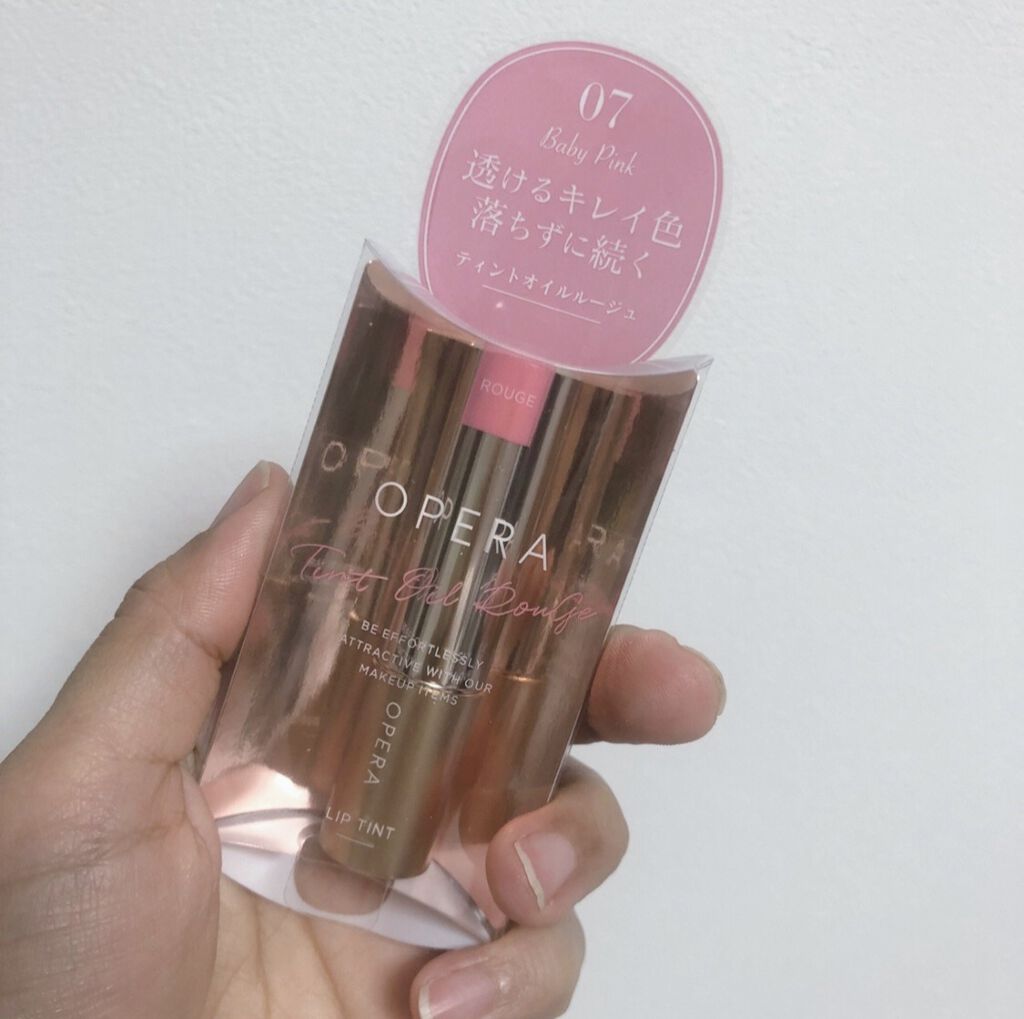 07
Baby Pink
透けるキレイ色
落ちずに続く
ティントオイルルージュ
ROUGE
OPERA
Tint Oil Rouge
BE EFFORTLESSLY
ATTRACTIVE WITH OUR
MAKEUP ITEMS
OPERA
LIP TINT